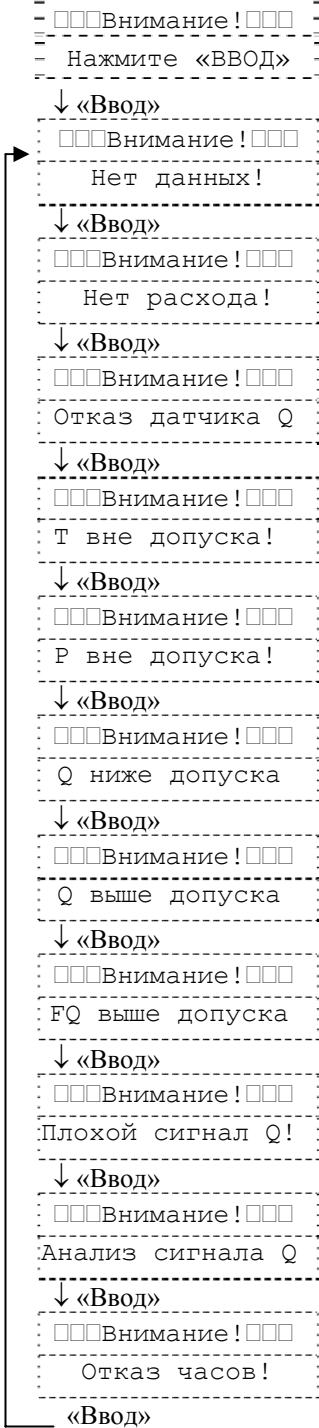 □□□Внимание!□□□
Нажмите «ВВОД»
↓ «Ввод»
□□□Внимание!□□□
Нет данных!
↓ «Ввод»
□□□Внимание!□□□
Нет расхода!
↓ «Ввод»
□□□Внимание!□□□
Отказ датчика Q
↓ «Ввод»
□□□Внимание!□□□
Т вне допуска!
↓ «Ввод»
□□□Внимание!□□□
Р вне допуска!
↓ «Ввод»
□□□Внимание!□□□
Q ниже допуска
↓ «Ввод»
□□□Внимание!□□□
Q выше допуска
↓ «Ввод»
□□□Внимание!□□□
FQ выше допуска
↓ «Ввод»
□□□Внимание!□□□
Плохой сигнал Q!
↓ «Ввод»
□□□Внимание!□□□
Анализ сигнала Q
↓ «Ввод»
□□□Внимание!□□□
Отказ часов!
«Ввод»